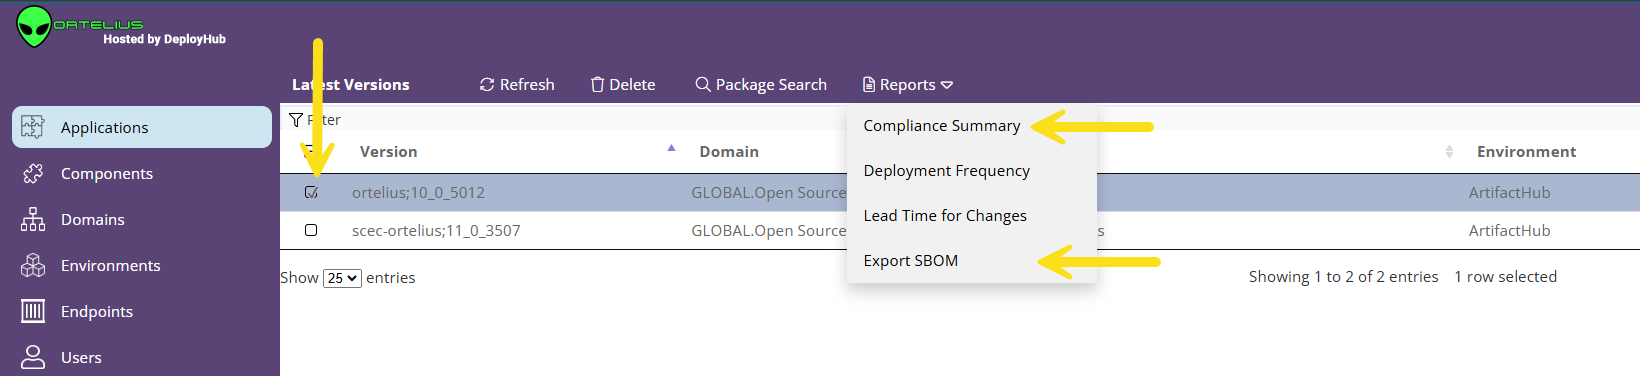 ORTELIUS
Hosted by DeployHub
Latest Versions Refresh Delete Package Search Reports
Applications
Components
Domains
Environments
Endpoints
Users
Filter
Compliance Summary
Deployment Frequency
Lead Time for Changes
Export SBOM
Version Domain Environment
ortelius;10_0_5012 GLOBAL.Open Source ArtifactHub
scec-ortelius;11_0_3507 GLOBAL.Open Source s ArtifactHub
Show 25 entries Showing 1 to 2 of 2 entries 1 row selected